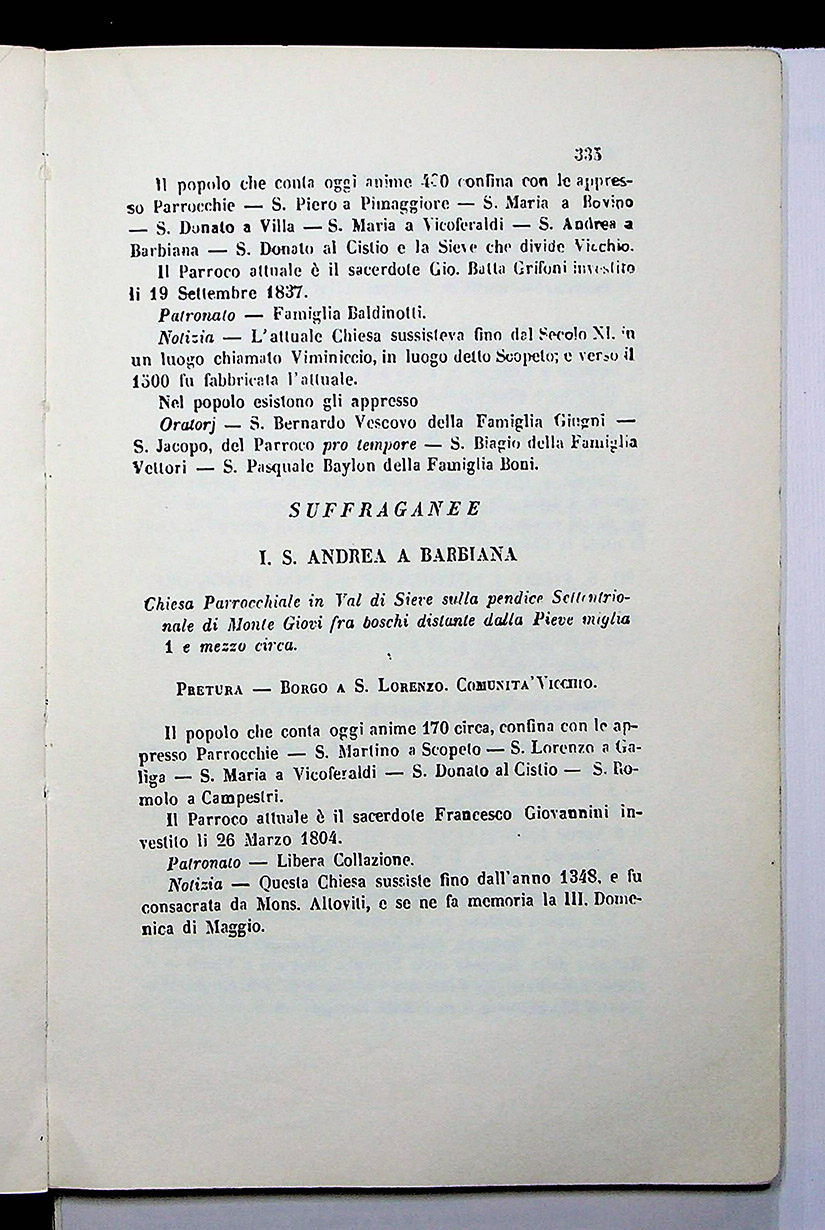 335
Il popolo che conta oggi anime confina con le appres-
so Parrocchie — S. Piero a Pimaggiore — S. Maria a Rovino
— S. Donato a Villa — S. Maria a Vicoferaldi — S. Andrea a
Barbiana — S. Donato al Cistio e la Sieve che divide Vicchio.
Il Parroco attuale è il sacerdote Gio. Batta Grifoni investito
li 19 Settembre 1837.
Patronato — Famiglia Baldinotti.
Notizia — L'attuale Chiesa sussisteva fino dal Secolo XI. in
un luogo chiamato Viminiccio, in luogo detto Scopeto; e verso il
1500 fu fabbricata l'attuale.
Nel popolo esistono gli appresso
Oratorj — S. Bernardo Vescovo della Famiglia Giugni —
S. Jacopo, del Parroco pro tempore — S. Biagio della Famiglia
Vettori — S. Pasquale Baylon della Famiglia Boni.
SUFFRAGANEE
I. S. ANDREA A BARBIANA
Chiesa Parrocchiale in Val di Sieve sulla pendice Settentrio-
nale di Monte Giovi fra boschi distante dalla Pieve miglia
1 e mezzo circa.
PRETURA — BORGO A S. LORENZO. COMUNITA' VICCHIO.
Il popolo che conta oggi anime 170 circa, confina con le ap-
presso Parrocchie — S. Martino a Scopeto — S. Lorenzo a Ga-
liga — S. Maria a Vicoferaldi — S. Donato al Cistio — S. Ro-
molo a Campestri.
Il Parroco attuale è il sacerdote Francesco Giovannini in-
vestito li 26 Marzo 1804.
Patronato — Libera Collazione.
Notizia — Questa Chiesa sussiste fino dall'anno 1348. e fu
consacrata da Mons. Altoviti, e se ne fa memoria la III. Dome-
nica di Maggio.